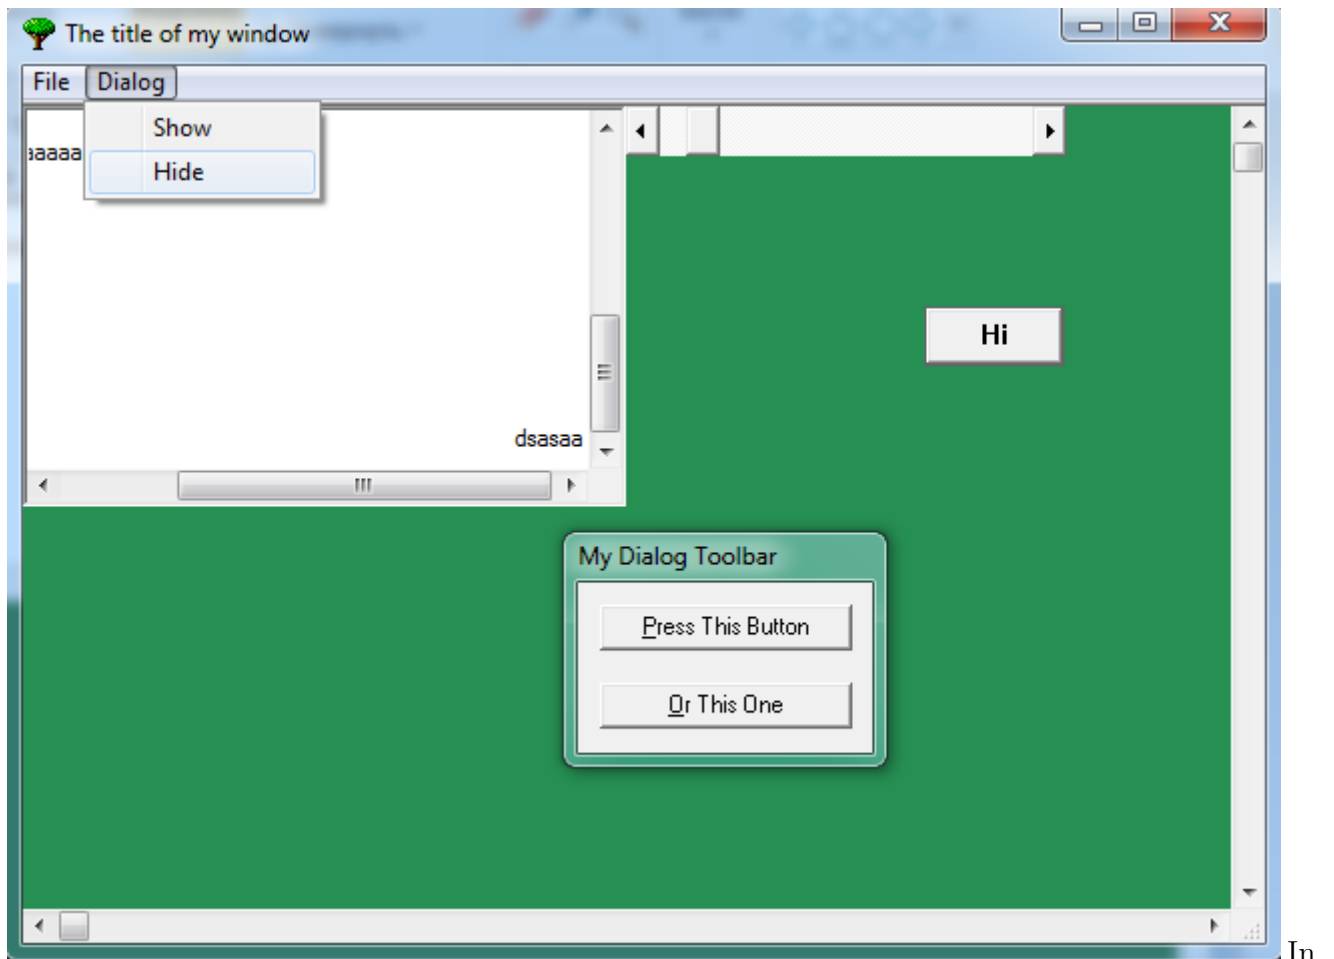 The title of my window
File Dialog
Show
aaaaa
Hide
Hi
dsasaa
My Dialog Toolbar
Press This Button
Or This One
In